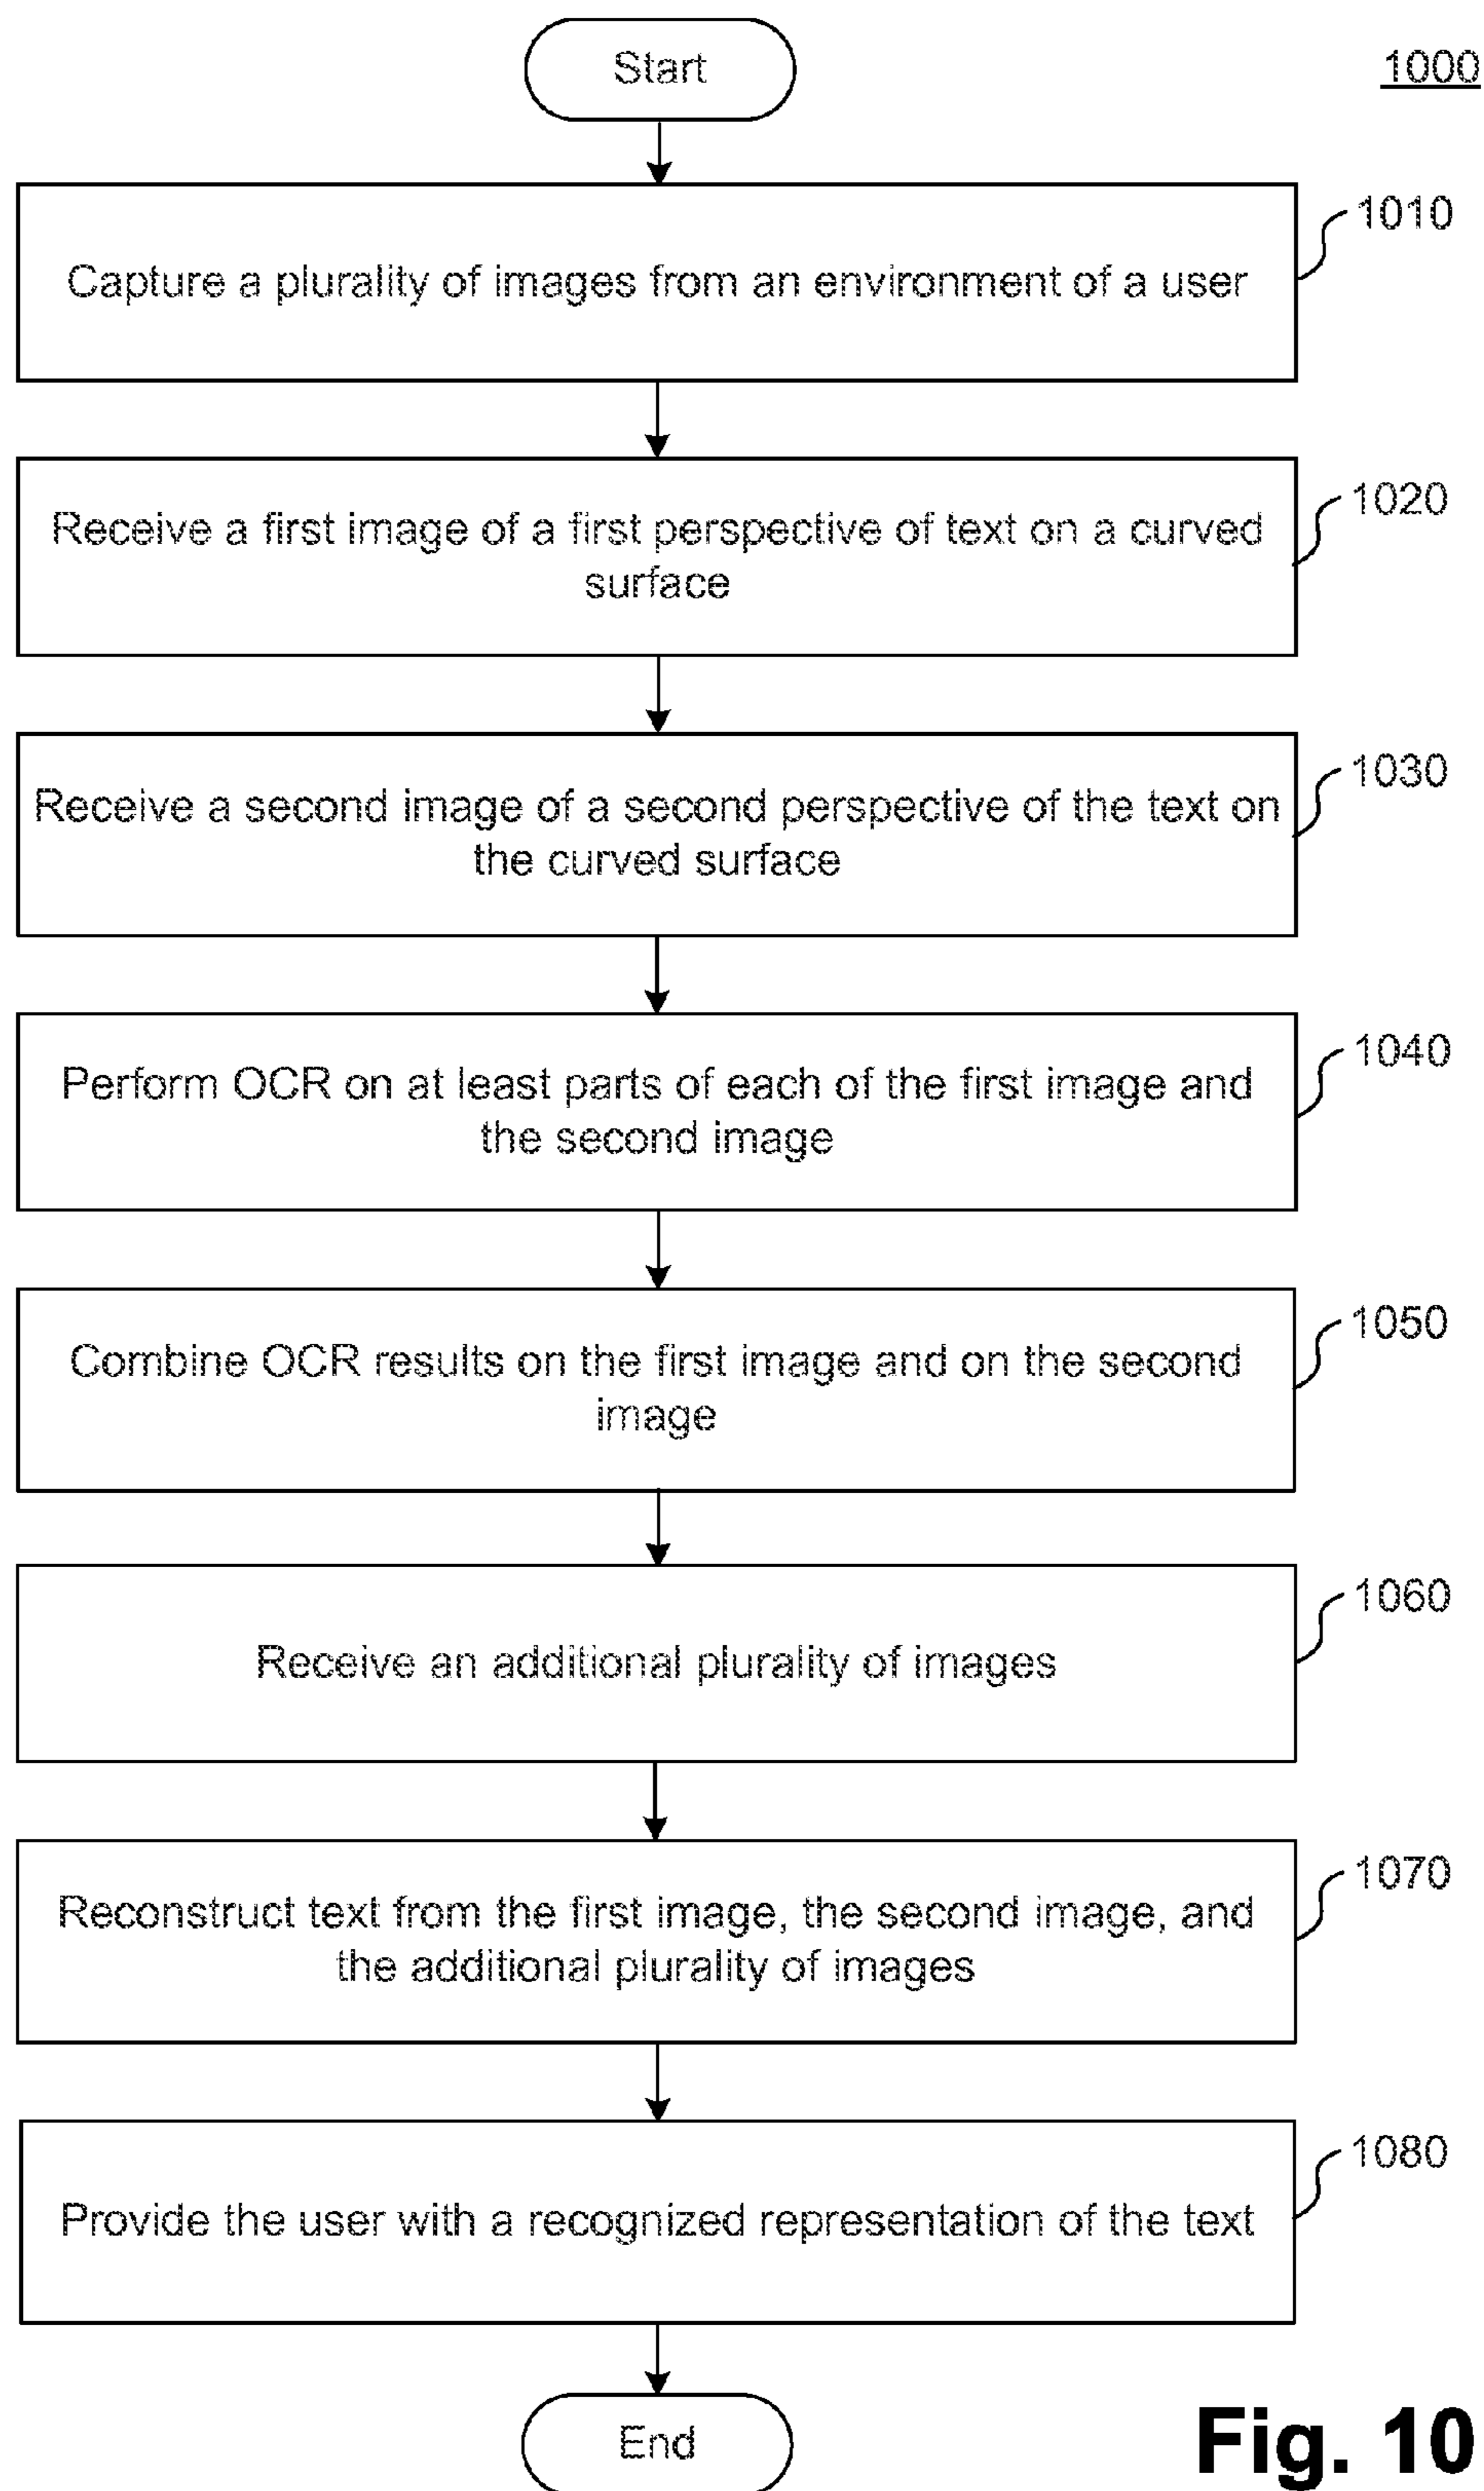 Start
1000
Capture a plurality of images from an environment of a user
1010
Receive a first image of a first perspective of text on a curved
surface
1020
Receive a second image of a second perspective of the text on
the curved surface
1030
Perform OCR on at least parts of each of the first image and
the second image
1040
Combine OCR results on the first image and on the second
image
1050
Receive an additional plurality of images
1060
Reconstruct text from the first image, the second image, and
the additional plurality of images
1070
Provide the user with a recognized representation of the text
1080
End
Fig. 10